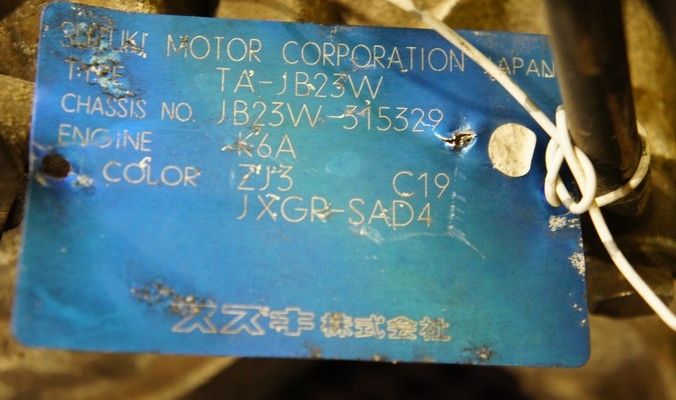 SUZUKI MOTOR CORPORATION JAPAN
TYPE TA-JB23W
CHASSIS NO. JB23W-315329
ENGINE K6A
COLOR ZJ3 C19
JXGR-SAD4
スズキ株式会社